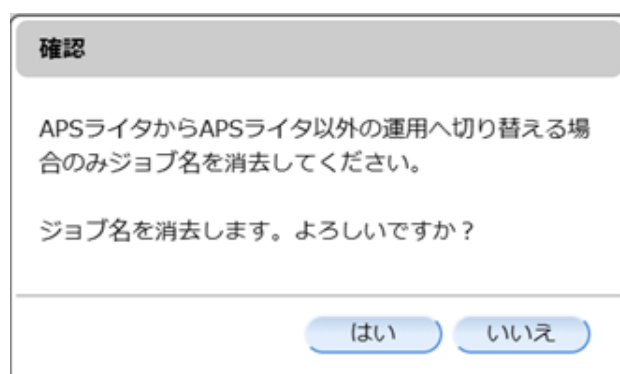 確認
APSライタからAPSライタ以外の運用へ切り替える場
合のみジョブ名を消去してください。
ジョブ名を消去します。よろしいですか？
はい
いいえ